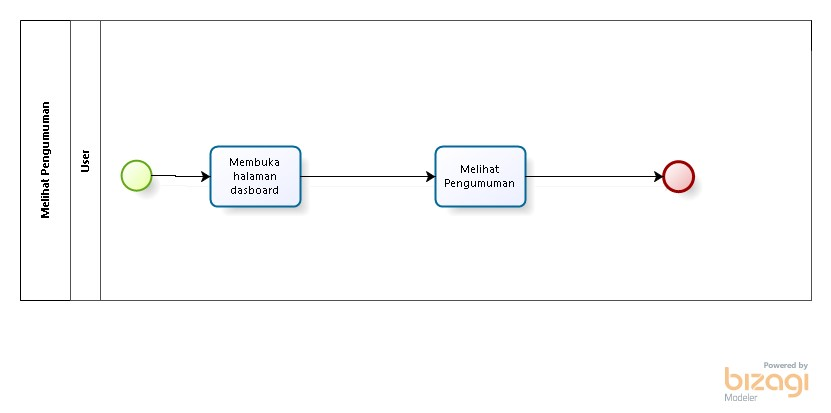 Melihat Pengumuman
User
Membuka
halaman
dasboard
Melihat
Pengumuman
Powered by
bizagi
Modeler